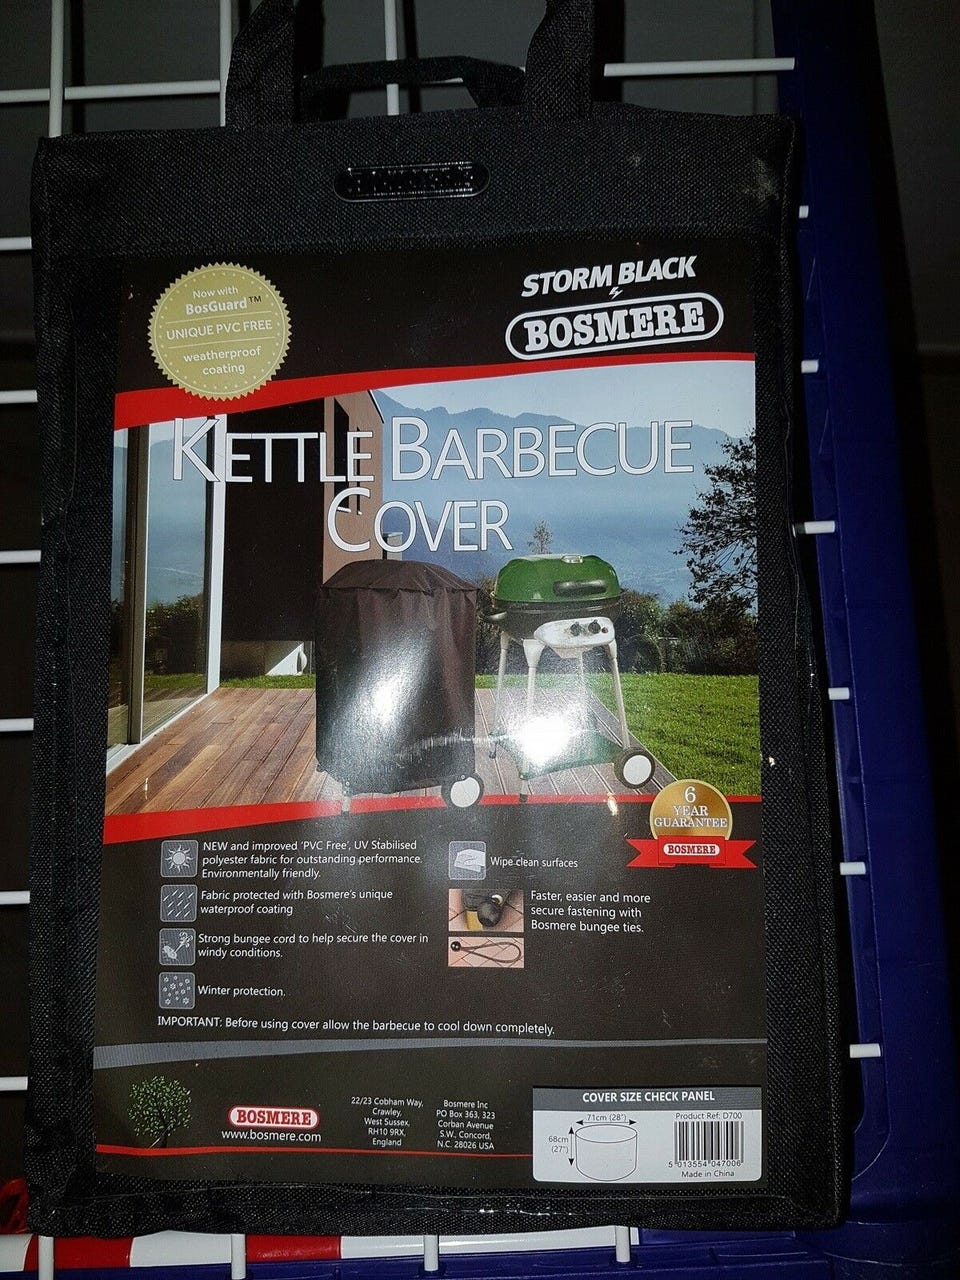 Now with
BosGuard™
UNIQUE PVC FREE
weatherproof
coating
STORM BLACK
by
BOSMERE
KETTLE BARBECUE
COVER
6
YEAR
GUARANTEE
BOSMERE
NEW and improved 'PVC Free', UV Stabilised
polyester fabric for outstanding performance.
Environmentally friendly.
Fabric protected with Bosmere's unique
waterproof coating
Strong bungee cord to help secure the cover in
windy conditions.
Winter protection.
Wipe clean surfaces
Faster, easier and more
secure fastening with
Bosmere bungee ties.
IMPORTANT: Before using cover allow the barbecue to cool down completely.
BOSMERE
www.bosmere.com
22/23 Cobham Way,
Crawley,
West Sussex,
RH10 9RX,
England
Bosmere Inc
PO Box 363, 323
Corban Avenue
S.W., Concord,
N.C. 28026 USA
COVER SIZE CHECK PANEL
71cm (28")
68cm
(27")
Product Ref: D700
5 013554 047006
Made in China